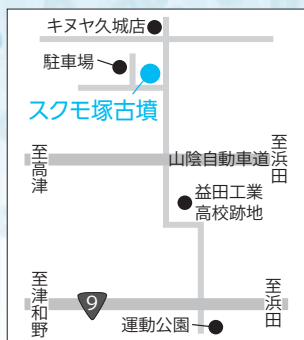 キヌヤ久城店
駐車場
スクモ塚古墳
至高津
山陰自動車道
至浜田
益田工業
高校跡地
至津和野
9
至浜田
運動公園